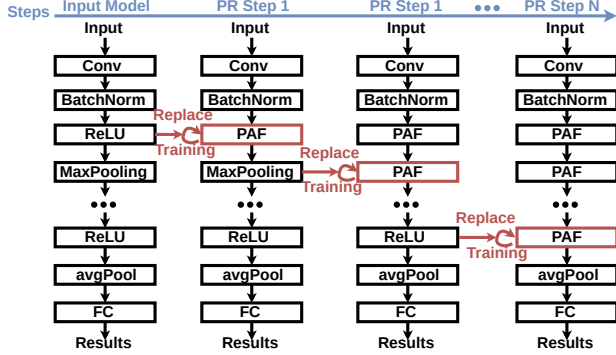 Steps Input Model PR Step 1 PR Step 1 ••• PR Step N
Input Input Input Input
Conv Conv Conv Conv
BatchNorm BatchNorm BatchNorm BatchNorm
Replace
ReLU PAF PAF PAF
Training Replace
MaxPooling MaxPooling PAF PAF
Training
••• ••• ••• •••
Replace
ReLU ReLU ReLU PAF
Training
avgPool avgPool avgPool avgPool
FC FC FC FC
Results Results Results Results